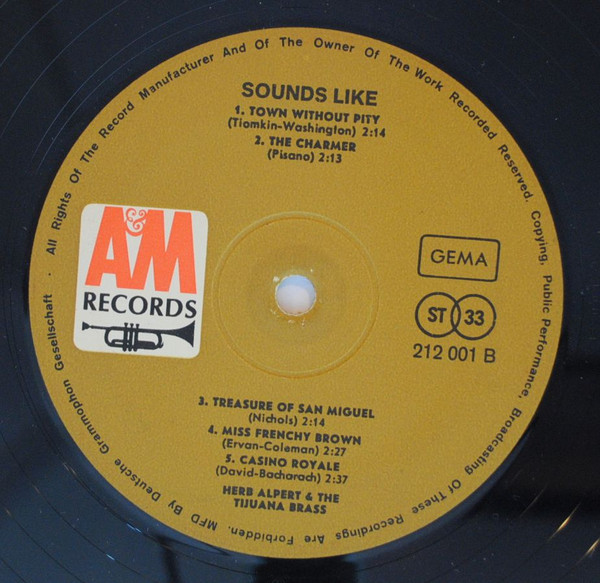 SOUNDS LIKE
1. TOWN WITHOUT PITY
(Tiomkin-Washington) 2:14
2. THE CHARMER
(Pisano) 2:13
A&M
RECORDS
GEMA
ST 33
212 001 B
3. TREASURE OF SAN MIGUEL
(Nichols) 2:14
4. MISS FRENCHY BROWN
(Ervan-Coleman) 2:27
5. CASINO ROYALE
(David-Bacharach) 2:37
HERB ALPERT & THE
TIJUANA BRASS
MFD By Deutsche Grammophon Gesellschaft · All Rights Of The Record Manufacturer And Of The Owner Of The Work Recorded Reserved. Copying, Public Performance, Broadcasting Of These Recordings Are Forbidden.